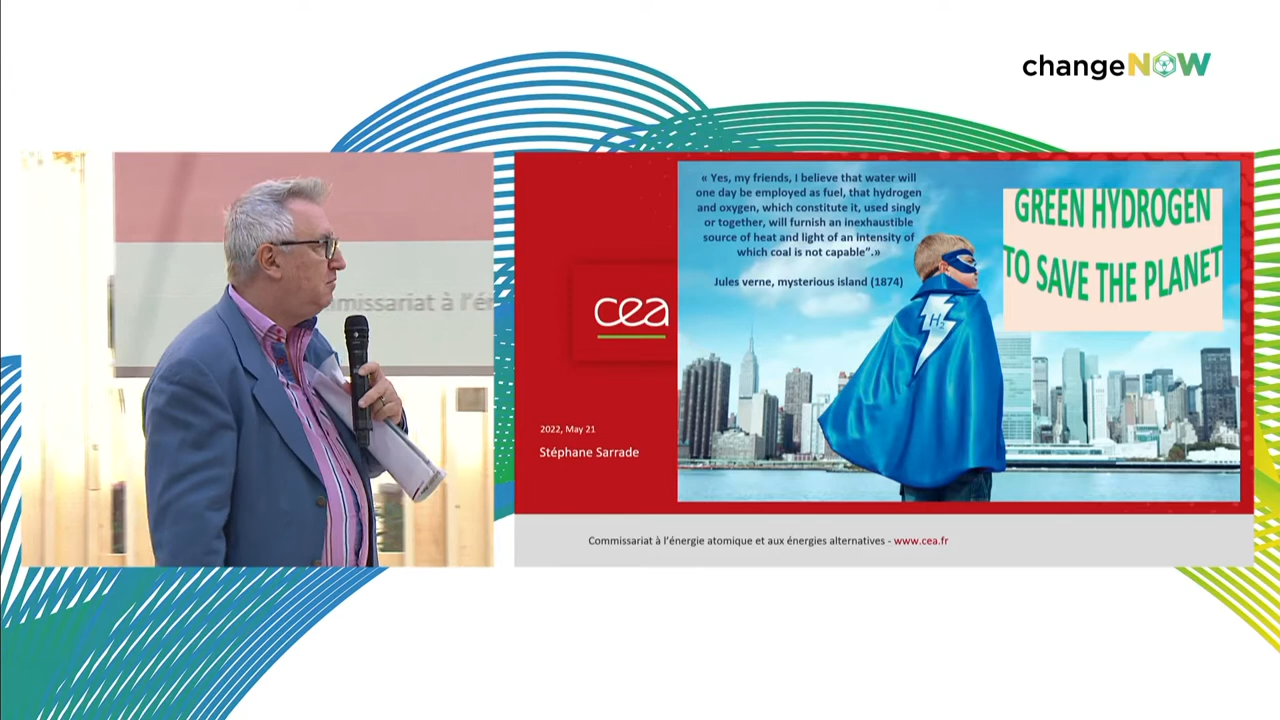 changeNOW
mmissariat à l'én
« Yes, my friends, I believe that water will
one day be employed as fuel, that hydrogen
and oxygen, which constitute it, used singly
or together, will furnish an inexhaustible
source of heat and light of an intensity of
which coal is not capable”.»
Jules verne, mysterious island (1874)
GREEN HYDROGEN
TO SAVE THE PLANET
H2
cea
2022, May 21
Stéphane Sarrade
Commissariat à l’énergie atomique et aux énergies alternatives - www.cea.fr